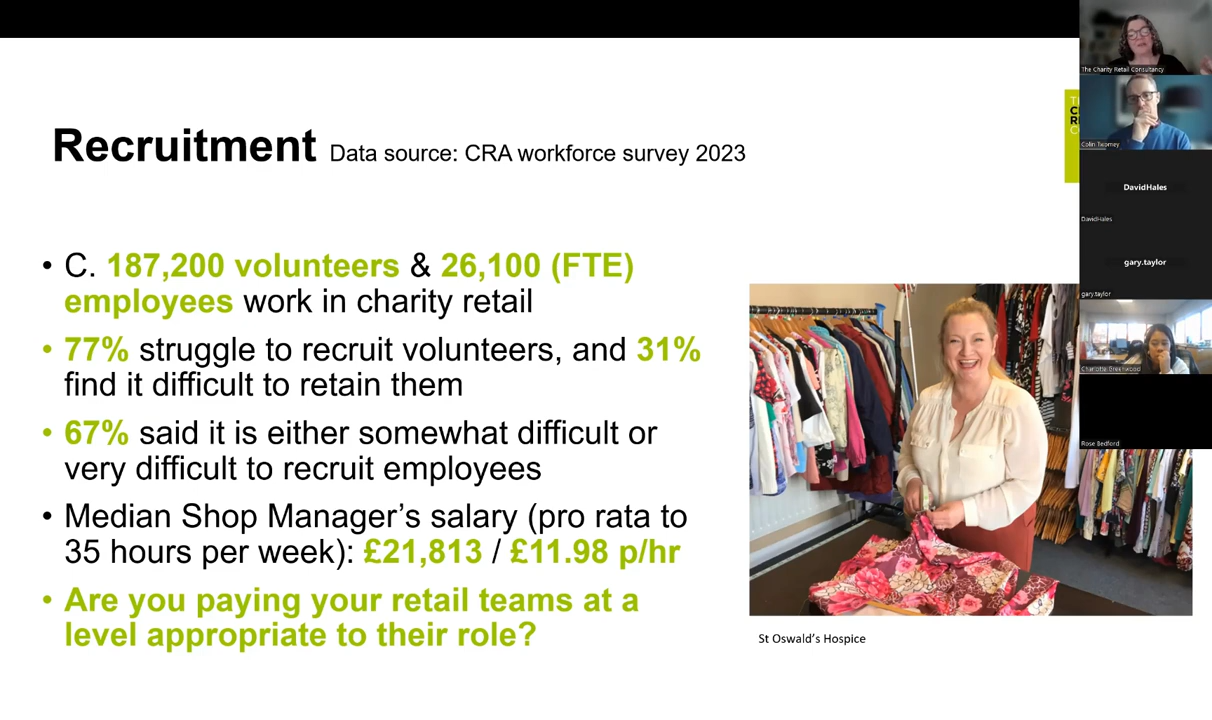 Recruitment Data source: CRA workforce survey 2023
• C. 187,200 volunteers & 26,100 (FTE)
employees work in charity retail
• 77% struggle to recruit volunteers, and 31%
find it difficult to retain them
• 67% said it is either somewhat difficult or
very difficult to recruit employees
• Median Shop Manager’s salary (pro rata to
35 hours per week): £21,813 / £11.98 p/hr
• Are you paying your retail teams at a
level appropriate to their role?
St Oswald’s Hospice
The Charity Retail Consultancy
Colin Twomey
DavidHales
DavidHales
gary.taylor
gary.taylor
Charlotte Greenwood
Rose Bedford